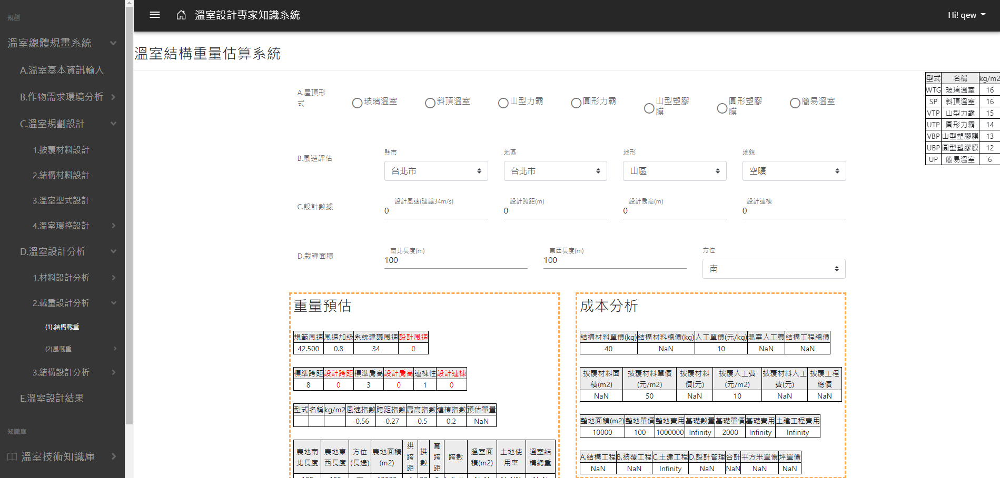 規劃
溫室總體規畫系統
A.溫室基本資訊輸入
B.作物需求環境分析
C.溫室規劃設計
1.披覆材料設計
2.結構材料設計
3.溫室型式設計
4.溫室環控設計
D.溫室設計分析
1.材料設計分析
2.載重設計分析
(1).結構載重
(2)風載重
3.結構設計分析
E.溫室設計結果
知識庫
溫室技術知識庫
溫室設計專家知識系統
Hi! qew
溫室結構重量估算系統
型式 名稱 kg/m2
WTG 玻璃溫室 16
SP 斜頂溫室 16
VTP 山型力霸 15
UTP 圓形力霸 14
VBP 山型塑膠膜 13
UBP 圓型塑膠膜 12
UP 簡易溫室 6
A.屋頂形式
玻璃溫室 斜頂溫室 山型力霸 圓形力霸 山型塑膠膜 圓形塑膠膜 簡易溫室
B.風速評估
縣市 地區 地形 地貌
台北市 台北市 山區 空曠
C.設計數據
設計風速(建議34m/s) 設計跨距(m) 設計肩高(m) 設計連棟
0 0 0 0
D.栽種面積
南北長度(m) 東西長度(m) 方位
100 100 南
重量預估
規範風速 風速加級 系統建議風速 設計風速
42.500 0.8 34 0
標準跨距 設計跨距 標準肩高 設計肩高 連棟性 設計連棟
8 0 3 0 1 0
型式 名稱 kg/m2 風速指數 跨距指數 肩高指數 連棟指數 預估單量
-0.56 -0.27 -0.5 0.2 NaN
農地南北長度 農地東西長度 方位(長邊) 農地面積(m2) 拱跨距 拱數 寬跨距 跨數 溫室面積(m2) 土地使用率 溫室結構總重
成本分析
結構材料單價(kg) 結構材料總價(kg) 人工單價(元/kg) 溫室人工費 結構工程總價
40 NaN 10 NaN NaN
披覆材料面積(m2) 披覆材料單價(元/m2) 披覆材料價(元) 披覆人工費(元/m2) 披覆材料人工費(元) 披覆工程總價
NaN 50 NaN 10 NaN NaN
整地面積(m2) 整地單價 整地費用 基礎數量 基礎單價 基礎費用 土建工程費用
10000 100 1000000 Infinity 2000 Infinity Infinity
A.結構工程 B.披覆工程 C.土建工程 D.設計管理 合計 平方米單價 坪單價
NaN NaN Infinity NaN NaN NaN NaN